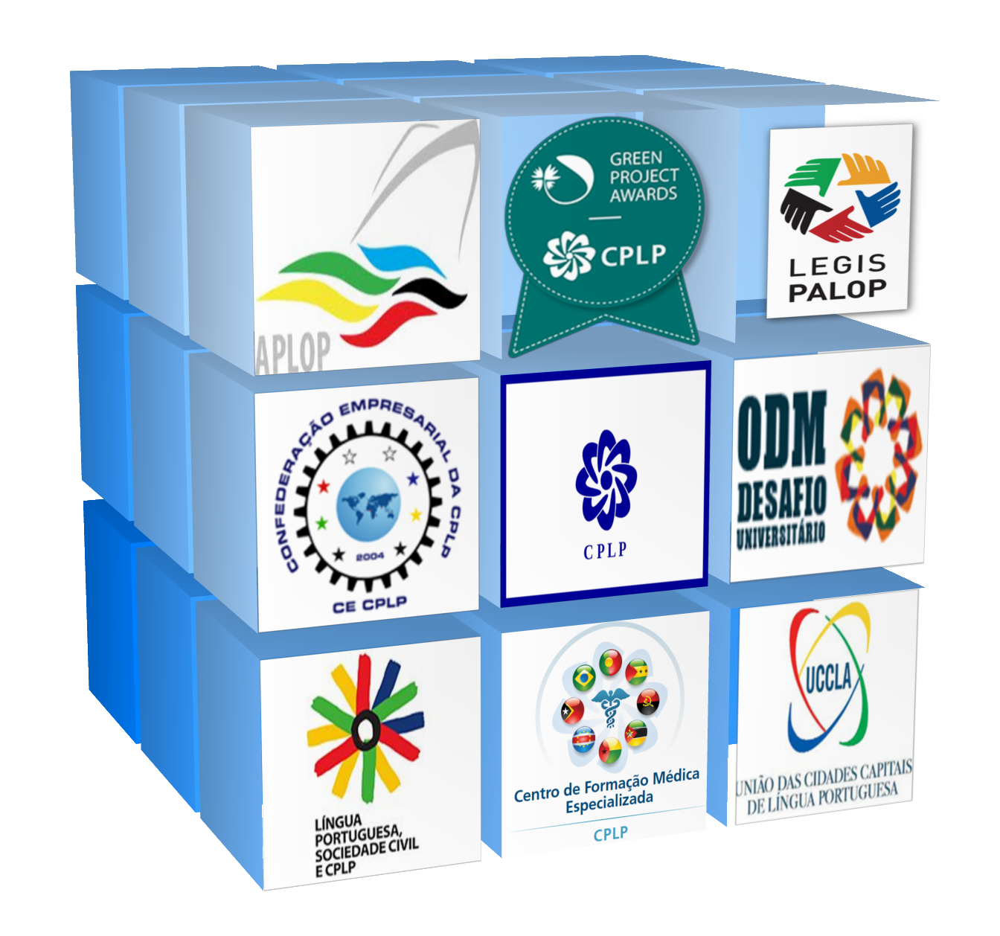 APLOP
GREEN
PROJECT
AWARDS
CPLP
LEGIS
PALOP
CONFEDERAÇÃO EMPRESARIAL DA CPLP
2004
CE CPLP
CPLP
ODM
DESAFIO
UNIVERSITÁRIO
LÍNGUA
PORTUGUESA,
SOCIEDADE CIVIL
E CPLP
Centro de Formação Médica
Especializada
CPLP
UCCLA
UNIÃO DAS CIDADES CAPITAIS
DE LÍNGUA PORTUGUESA